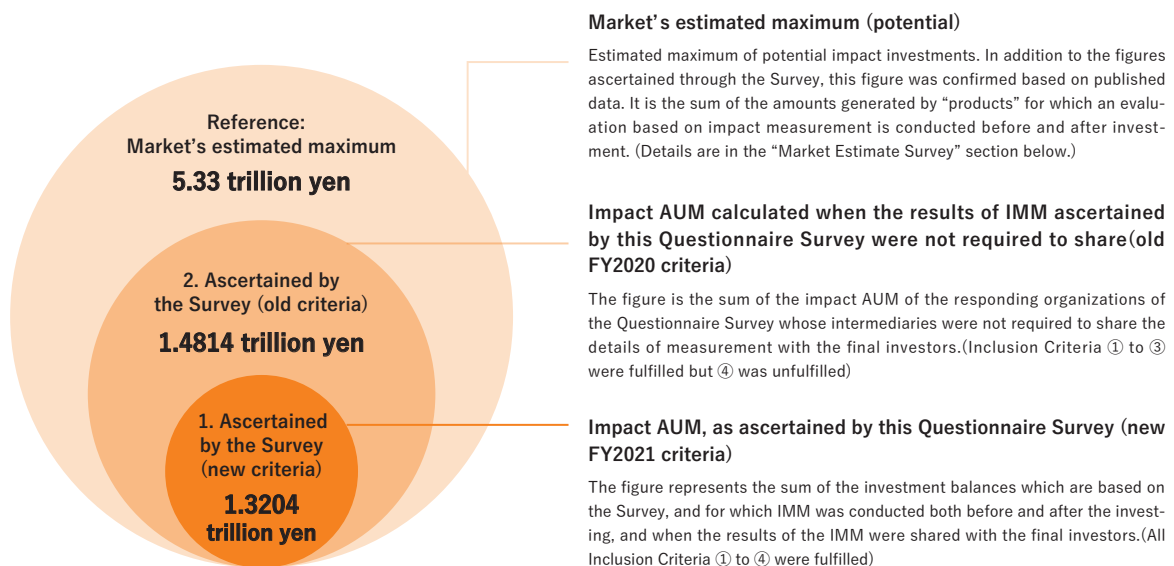 Reference:
Market's estimated maximum
5.33 trillion yen
2. Ascertained by
the Survey (old criteria)
1.4814 trillion yen
1. Ascertained
by the Survey
(new criteria)
1.3204
trillion yen
Market's estimated maximum (potential)
Estimated maximum of potential impact investments. In addition to the figures
ascertained through the Survey, this figure was confirmed based on published
data. It is the sum of the amounts generated by “products” for which an evalu-
ation based on impact measurement is conducted before and after invest-
ment. (Details are in the “Market Estimate Survey” section below.)
Impact AUM calculated when the results of IMM ascertained
by this Questionnaire Survey were not required to share(old
FY2020 criteria)
The figure is the sum of the impact AUM of the responding organizations of
the Questionnaire Survey whose intermediaries were not required to share the
details of measurement with the final investors.(Inclusion Criteria ① to ③
were fulfilled but ④ was unfulfilled)
Impact AUM, as ascertained by this Questionnaire Survey (new
FY2021 criteria)
The figure represents the sum of the investment balances which are based on
the Survey, and for which IMM was conducted both before and after the invest-
ing, and when the results of the IMM were shared with the final investors.(All
Inclusion Criteria ① to ④ were fulfilled)